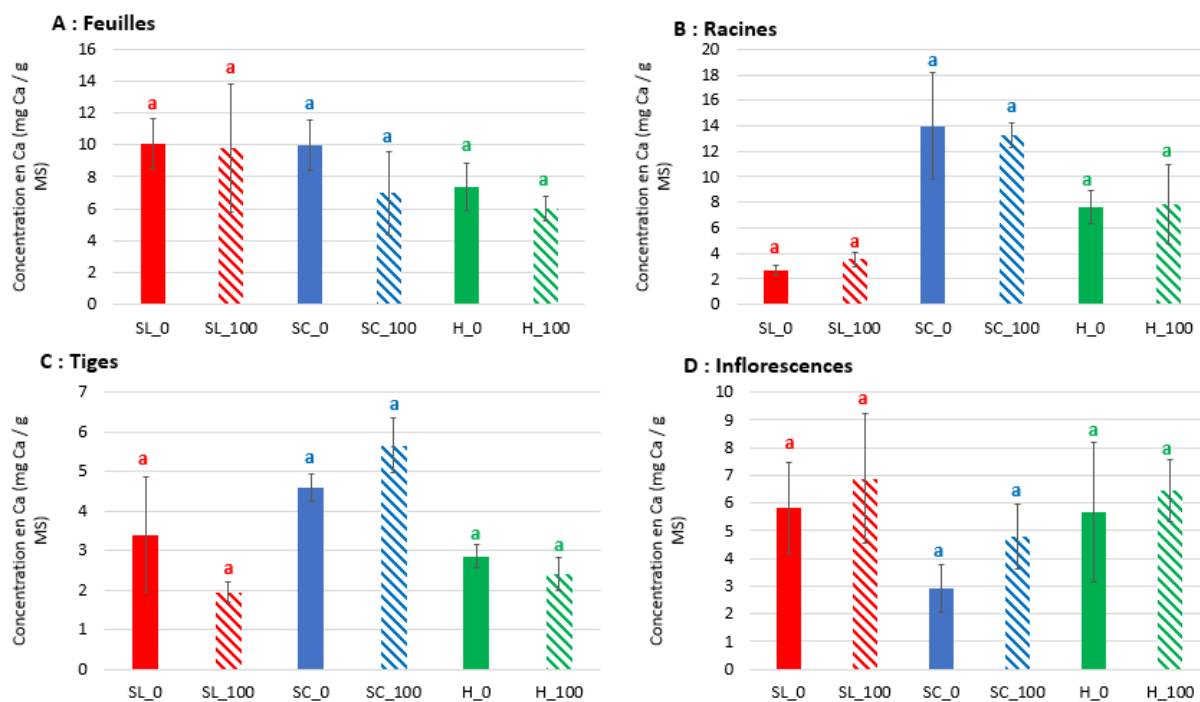 A : Feuilles
Concentration en Ca (mg Ca / g
MS)
16
14
12
10
8
6
4
2
0
a
a
a
a
a
a
SL_0
SL_100
SC_0
SC_100
H_0
H_100
B : Racines
Concentration en Ca (mg Ca / g
MS)
20
18
16
14
12
10
8
6
4
2
0
a
a
a
a
a
a
SL_0
SL_100
SC_0
SC_100
H_0
H_100
C : Tiges
Concentration en Ca (mg Ca / g
MS)
7
6
5
4
3
2
1
0
a
a
a
a
a
a
SL_0
SL_100
SC_0
SC_100
H_0
H_100
D : Inflorescences
Concentration en Ca (mg Ca / g
MS)
10
9
8
7
6
5
4
3
2
1
0
a
a
a
a
a
a
SL_0
SL_100
SC_0
SC_100
H_0
H_100